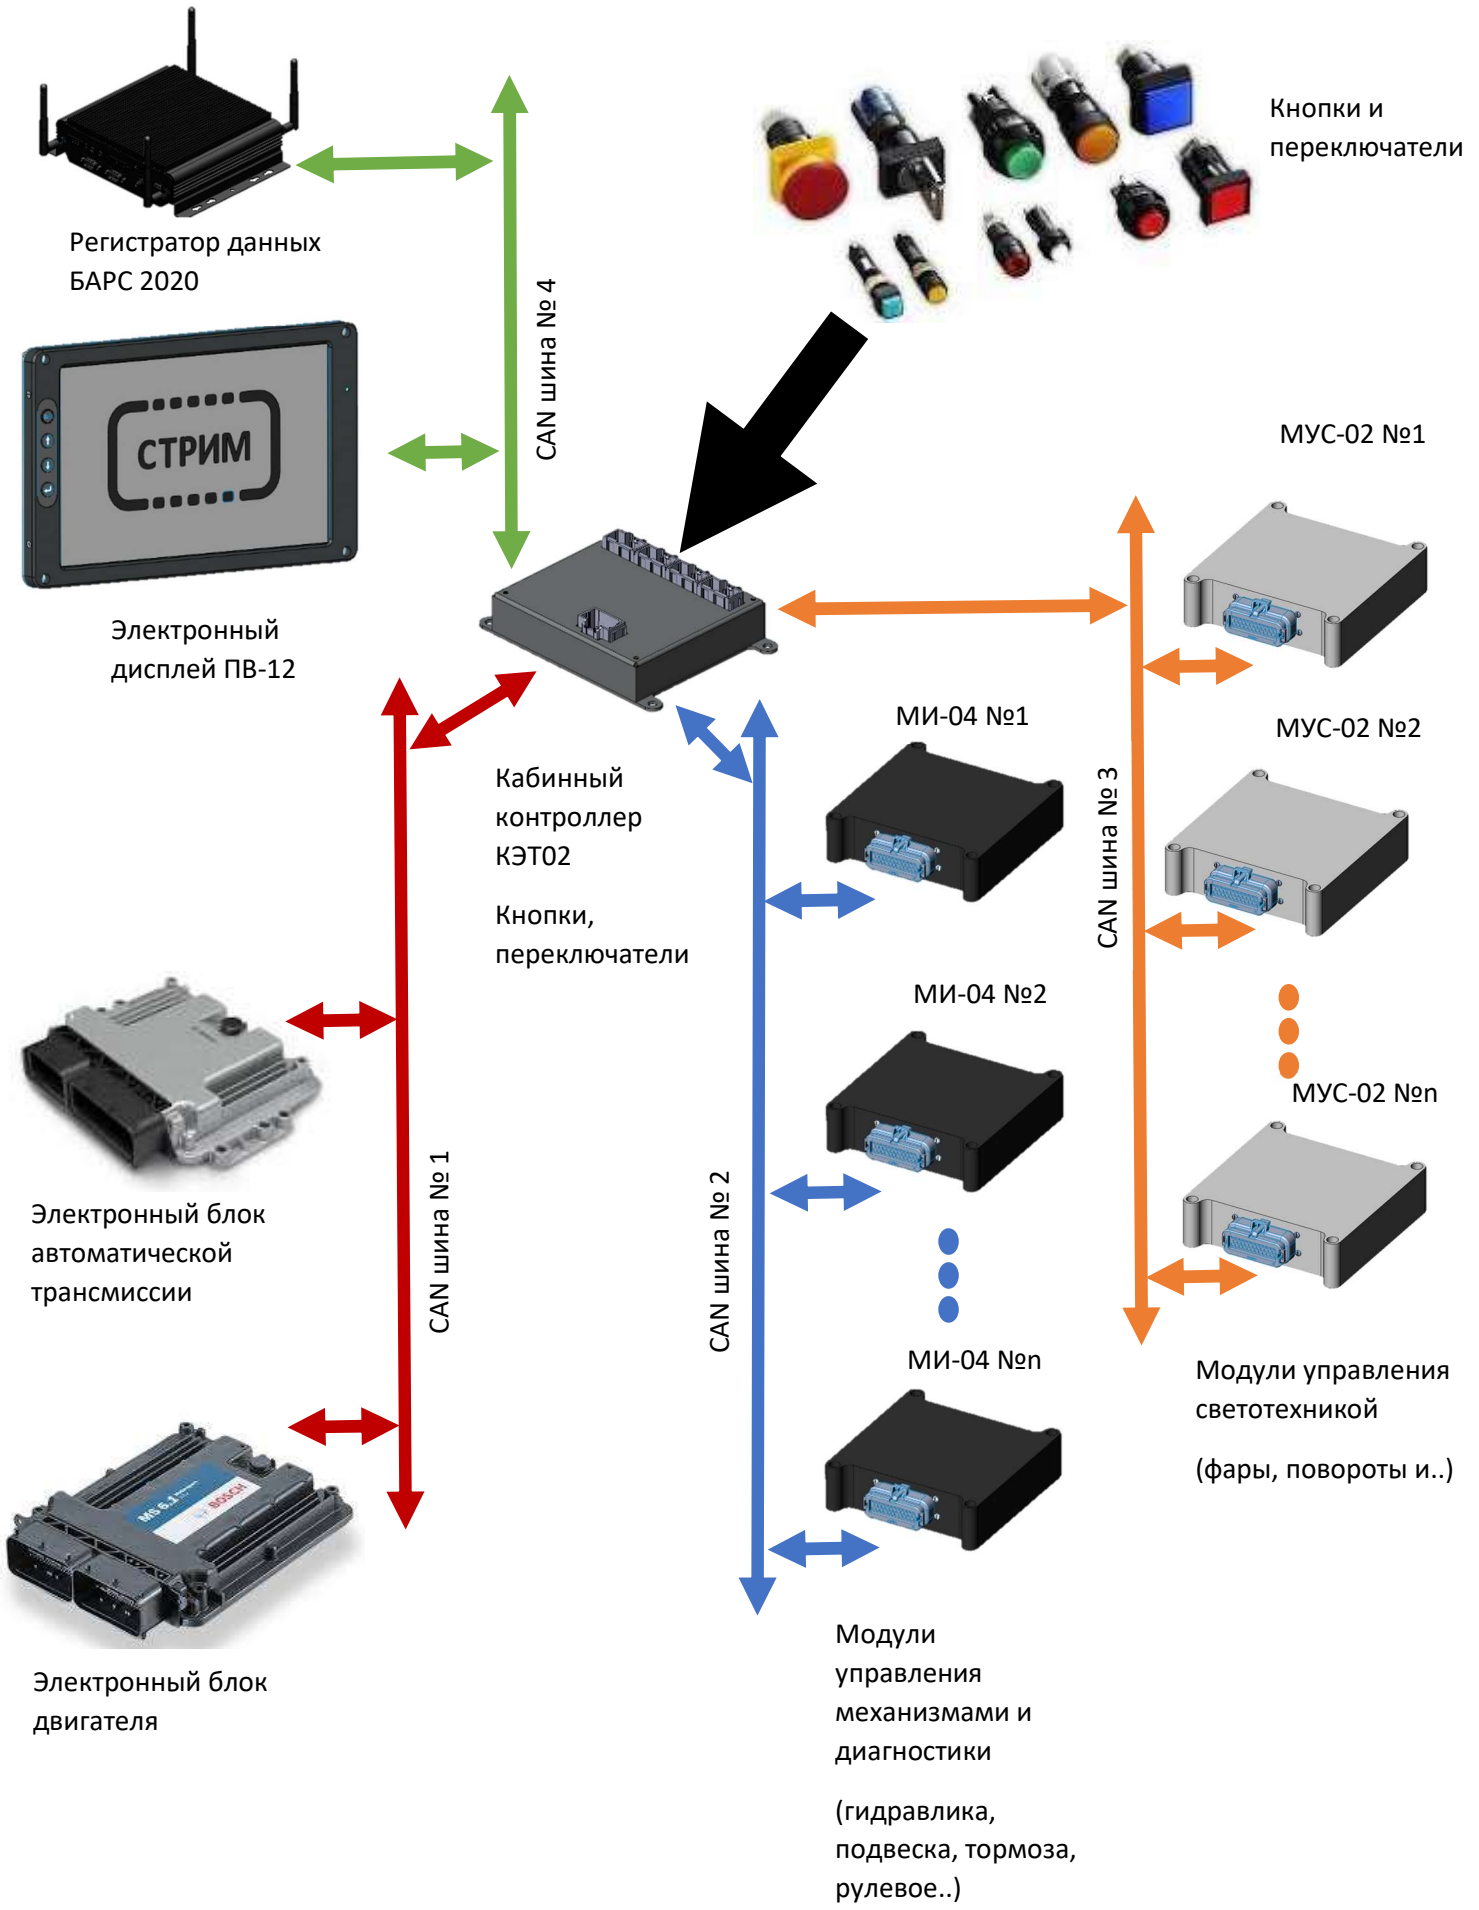 Кнопки и
переключатели
Регистратор данных
БАРС 2020
CAN шина № 4
СТРИМ
МУС-02 №1
Электронный
дисплей ПВ-12
МИ-04 №1
МУС-02 №2
Кабинный
контроллер
КЭТ02
Кнопки,
переключатели
CAN шина № 3
МИ-04 №2
МУС-02 №n
Электронный блок
автоматической
трансмиссии
CAN шина № 1
CAN шина № 2
МИ-04 №n
Модули управления
светотехникой
(фары, повороты и..)
MS 6.1
BOSCH
Электронный блок
двигателя
Модули
управления
механизмами и
диагностики
(гидравлика,
подвеска, тормоза,
рулевое..)